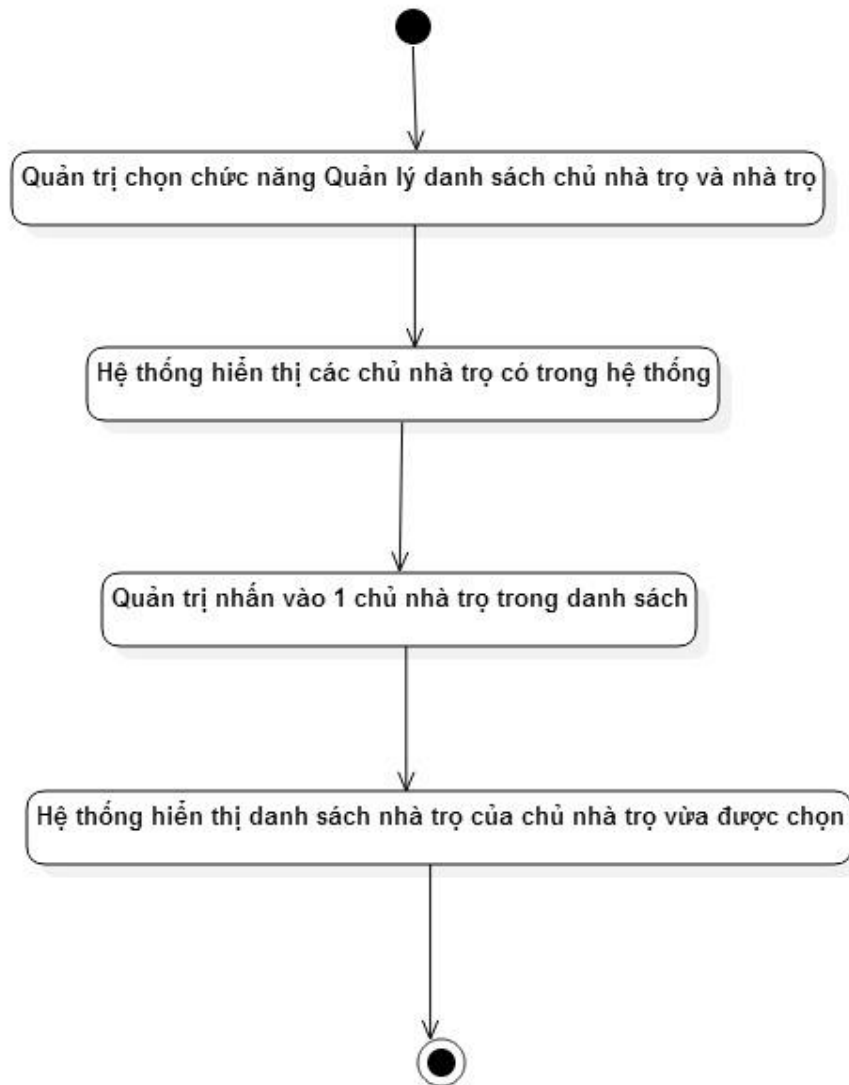 Quản trị chọn chức năng Quản lý danh sách chủ nhà trọ và nhà trọ
Hệ thống hiển thị các chủ nhà trọ có trong hệ thống
Quản trị nhấn vào 1 chủ nhà trọ trong danh sách
Hệ thống hiển thị danh sách nhà trọ của chủ nhà trọ vừa được chọn